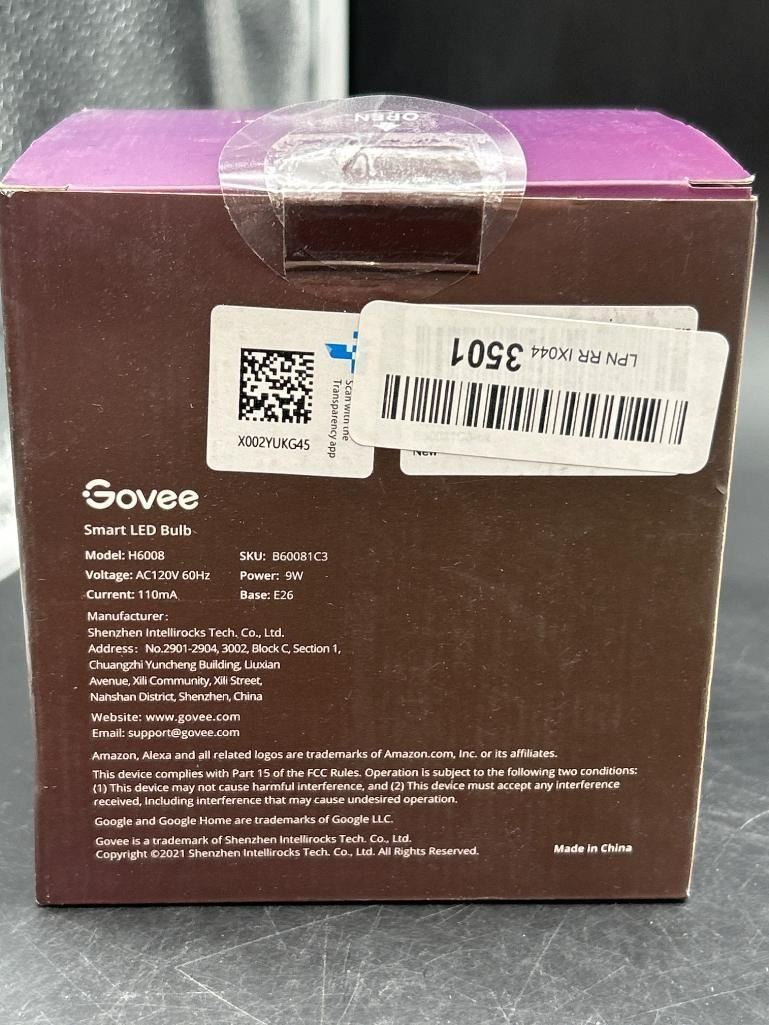 OPEN
LPN RR IX044 3501
Scan with the
Transparency app
X002YUKG45
New
Govee
Smart LED Bulb
Model: H6008 SKU: B60081C3
Voltage: AC120V 60Hz Power: 9W
Current: 110mA Base: E26
Manufacturer:
Shenzhen Intellirocks Tech. Co., Ltd.
Address: No.2901-2904, 3002, Block C, Section 1,
Chuangzhi Yuncheng Building, Liuxian
Avenue, Xili Community, Xili Street,
Nanshan District, Shenzhen, China
Website: www.govee.com
Email: support@govee.com
Amazon, Alexa and all related logos are trademarks of Amazon.com, Inc. or its affiliates.
This device complies with Part 15 of the FCC Rules. Operation is subject to the following two conditions:
(1) This device may not cause harmful interference, and (2) This device must accept any interference
received, Including interference that may cause undesired operation.
Google and Google Home are trademarks of Google LLC.
Govee is a trademark of Shenzhen Intellirocks Tech. Co., Ltd.
Copyright ©2021 Shenzhen Intellirocks Tech. Co., Ltd. All Rights Reserved.
Made in China